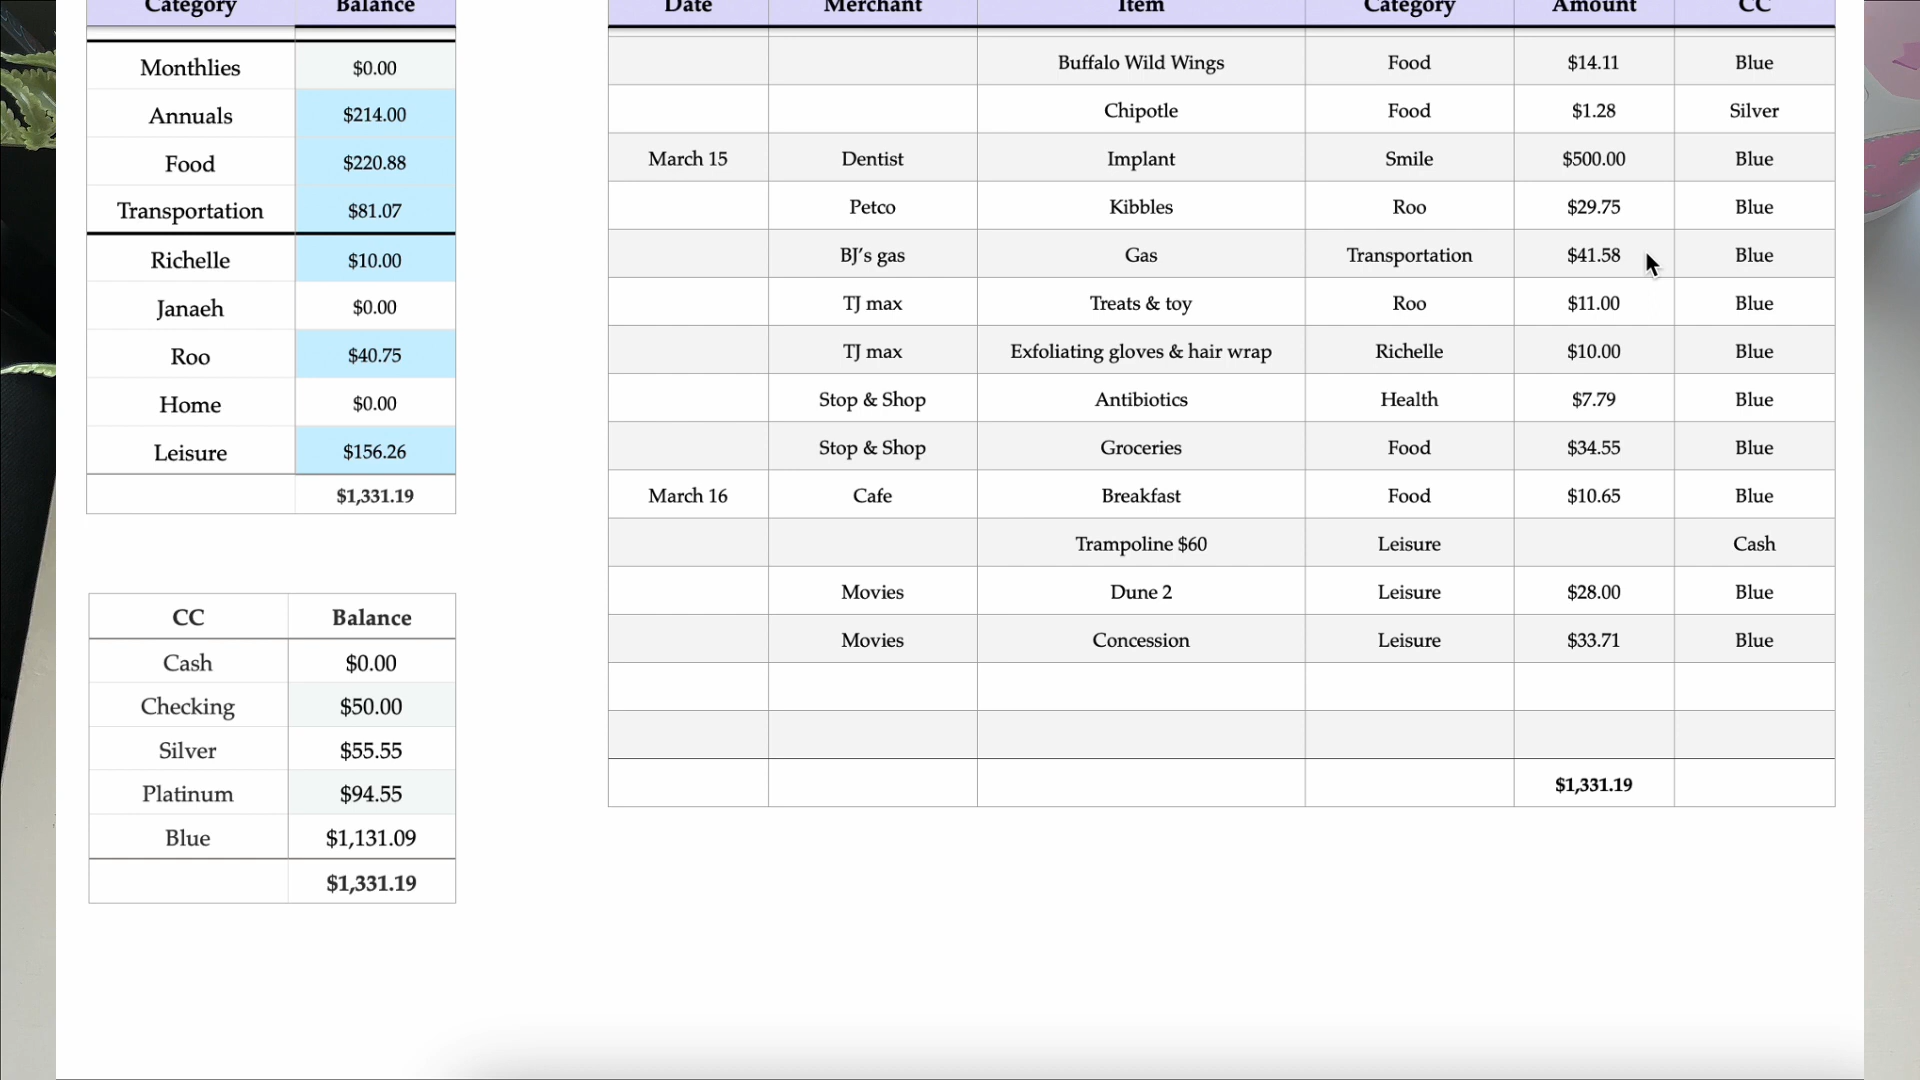 Category Balance
Monthlies $0.00
Annuals $214.00
Food $220.88
Transportation $81.07
Richelle $10.00
Janaeh $0.00
Roo $40.75
Home $0.00
Leisure $156.26
$1,331.19
CC Balance
Cash $0.00
Checking $50.00
Silver $55.55
Platinum $94.55
Blue $1,131.09
$1,331.19
Date Merchant Item Category Amount CC
Buffalo Wild Wings Food $14.11 Blue
Chipotle Food $1.28 Silver
March 15 Dentist Implant Smile $500.00 Blue
Petco Kibbles Roo $29.75 Blue
BJ’s gas Gas Transportation $41.58 Blue
TJ max Treats & toy Roo $11.00 Blue
TJ max Exfoliating gloves & hair wrap Richelle $10.00 Blue
Stop & Shop Antibiotics Health $7.79 Blue
Stop & Shop Groceries Food $34.55 Blue
March 16 Cafe Breakfast Food $10.65 Blue
Trampoline $60 Leisure Cash
Movies Dune 2 Leisure $28.00 Blue
Movies Concession Leisure $33.71 Blue
$1,331.19